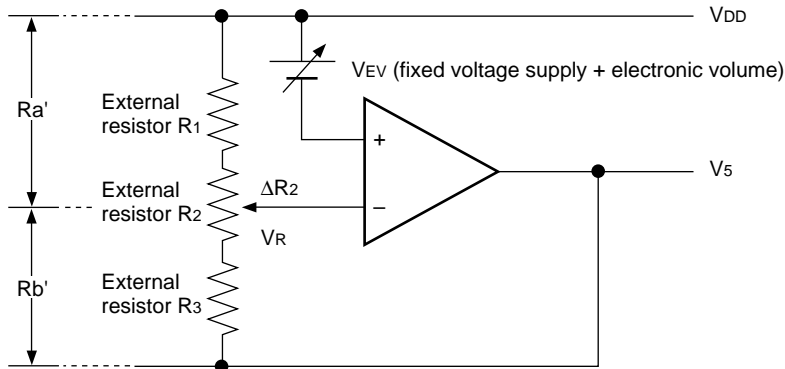 VDD
VEV (fixed voltage supply + electronic volume)
Ra'
External
resistor R1
+
External
resistor R2
ΔR2
−
V5
VR
Rb'
External
resistor R3